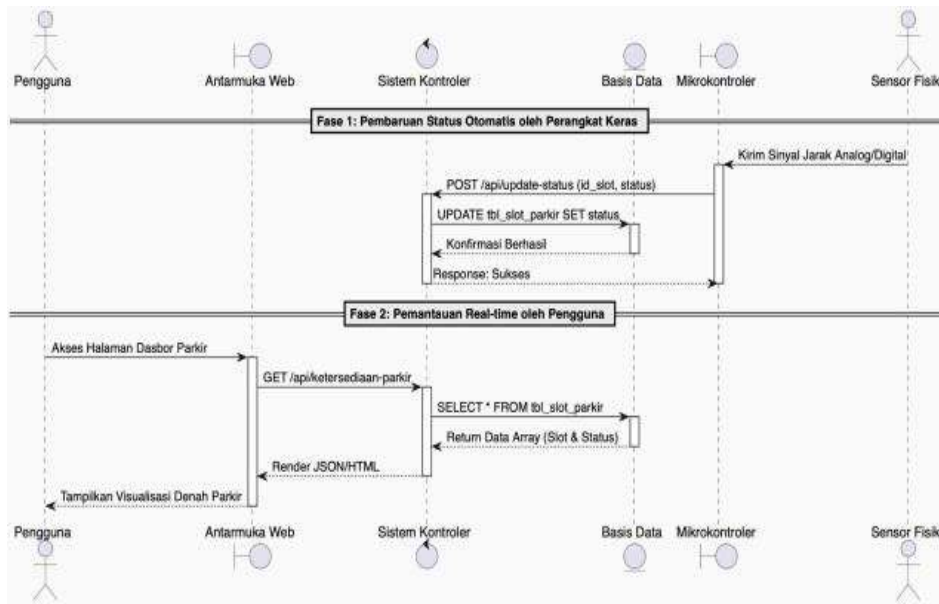 Pengguna
Antarmuka Web
Sistem Kontroler
Basis Data
Mikrokontroler
Sensor Fisik
Fase 1: Pembaruan Status Otomatis oleh Perangkat Keras
Kirim Sinyal Jarak Analog/Digital
POST /api/update-status (id_slot, status)
UPDATE tbl_slot_parkir SET status
Konfirmasi Berhasil
Response: Sukses
Fase 2: Pemantauan Real-time oleh Pengguna
Akses Halaman Dasbor Parkir
GET /api/ketersediaan-parkir
SELECT * FROM tbl_slot_parkir
Return Data Array (Slot & Status)
Render JSON/HTML
Tampilkan Visualisasi Denah Parkir
Pengguna
Antarmuka Web
Sistem Kontroler
Basis Data
Mikrokontroler
Sensor Fisik